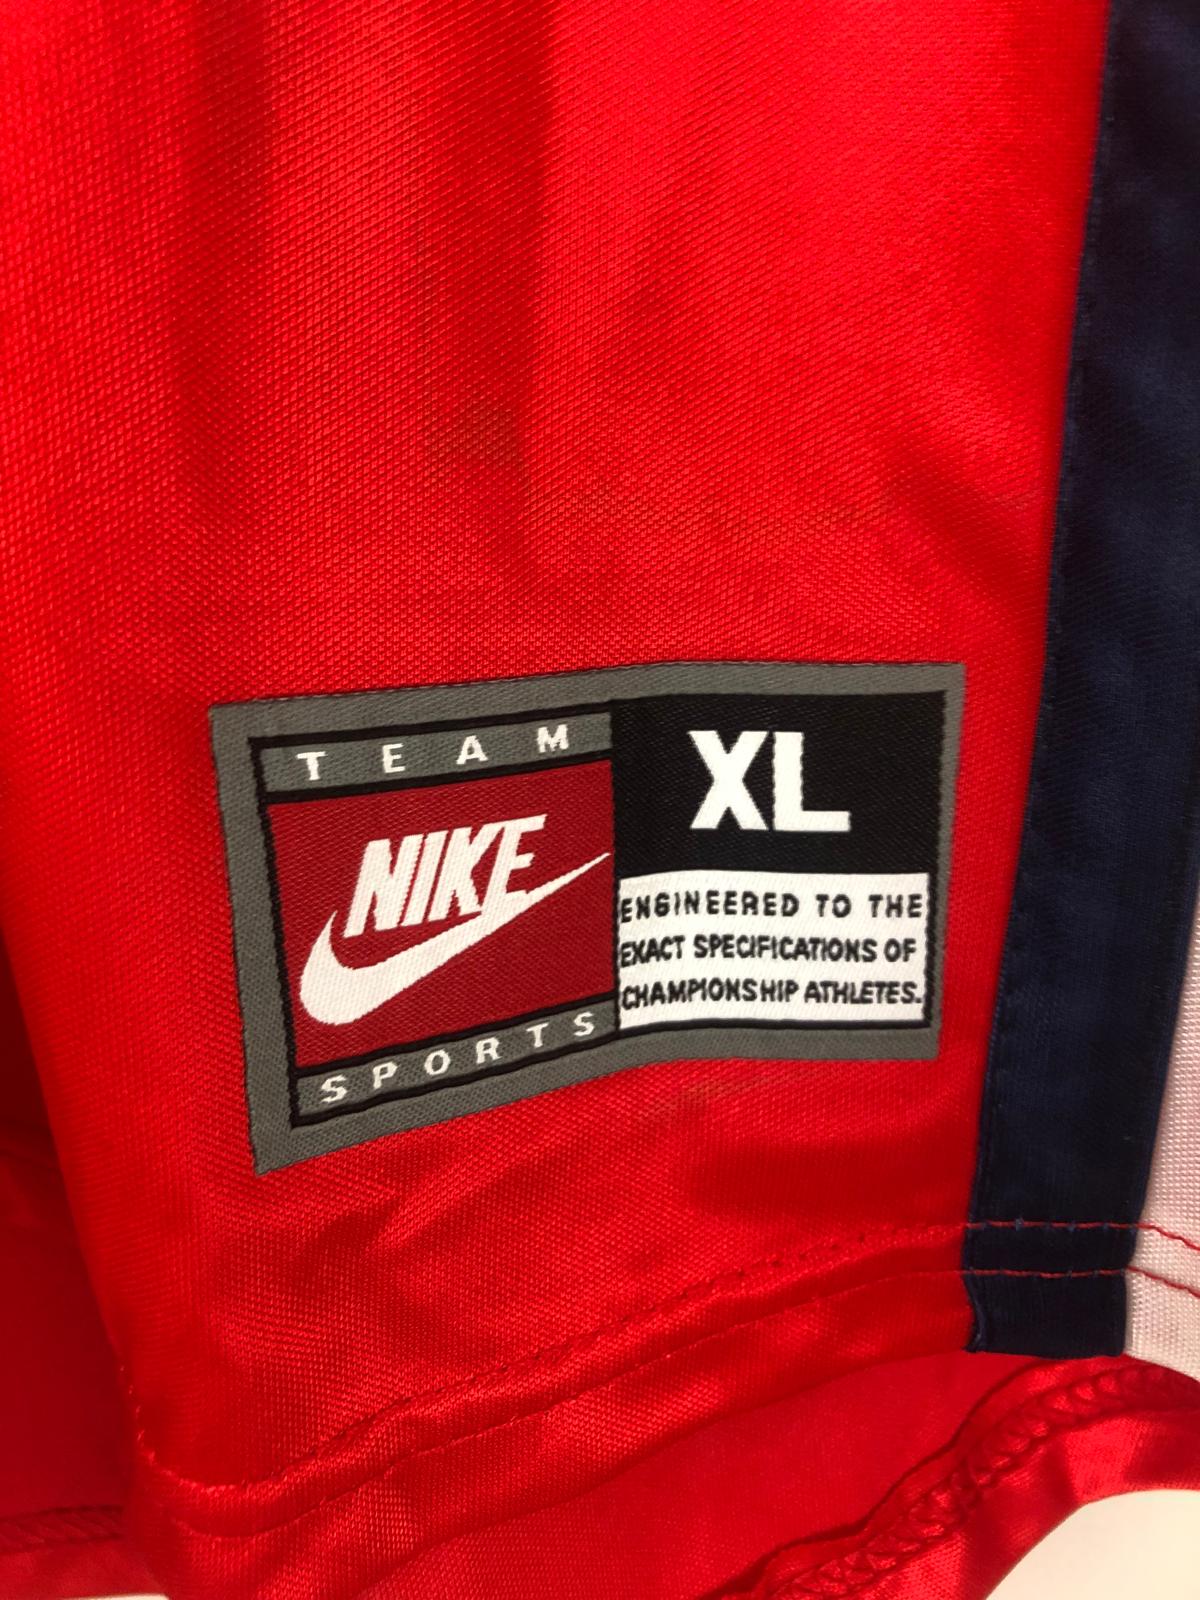 TEAM
NIKE
SPORTS
XL
ENGINEERED TO THE
EXACT SPECIFICATIONS OF
CHAMPIONSHIP ATHLETES.